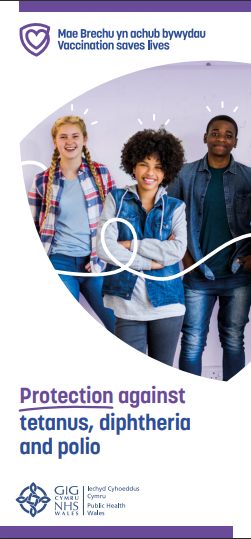 Mae Brechu yn achub bywydau
Vaccination saves lives
Protection against
tetanus, diphtheria
and polio
GIG
CYMRU
NHS
WALES
Iechyd Cyhoeddus
Cymru
Public Health
Wales